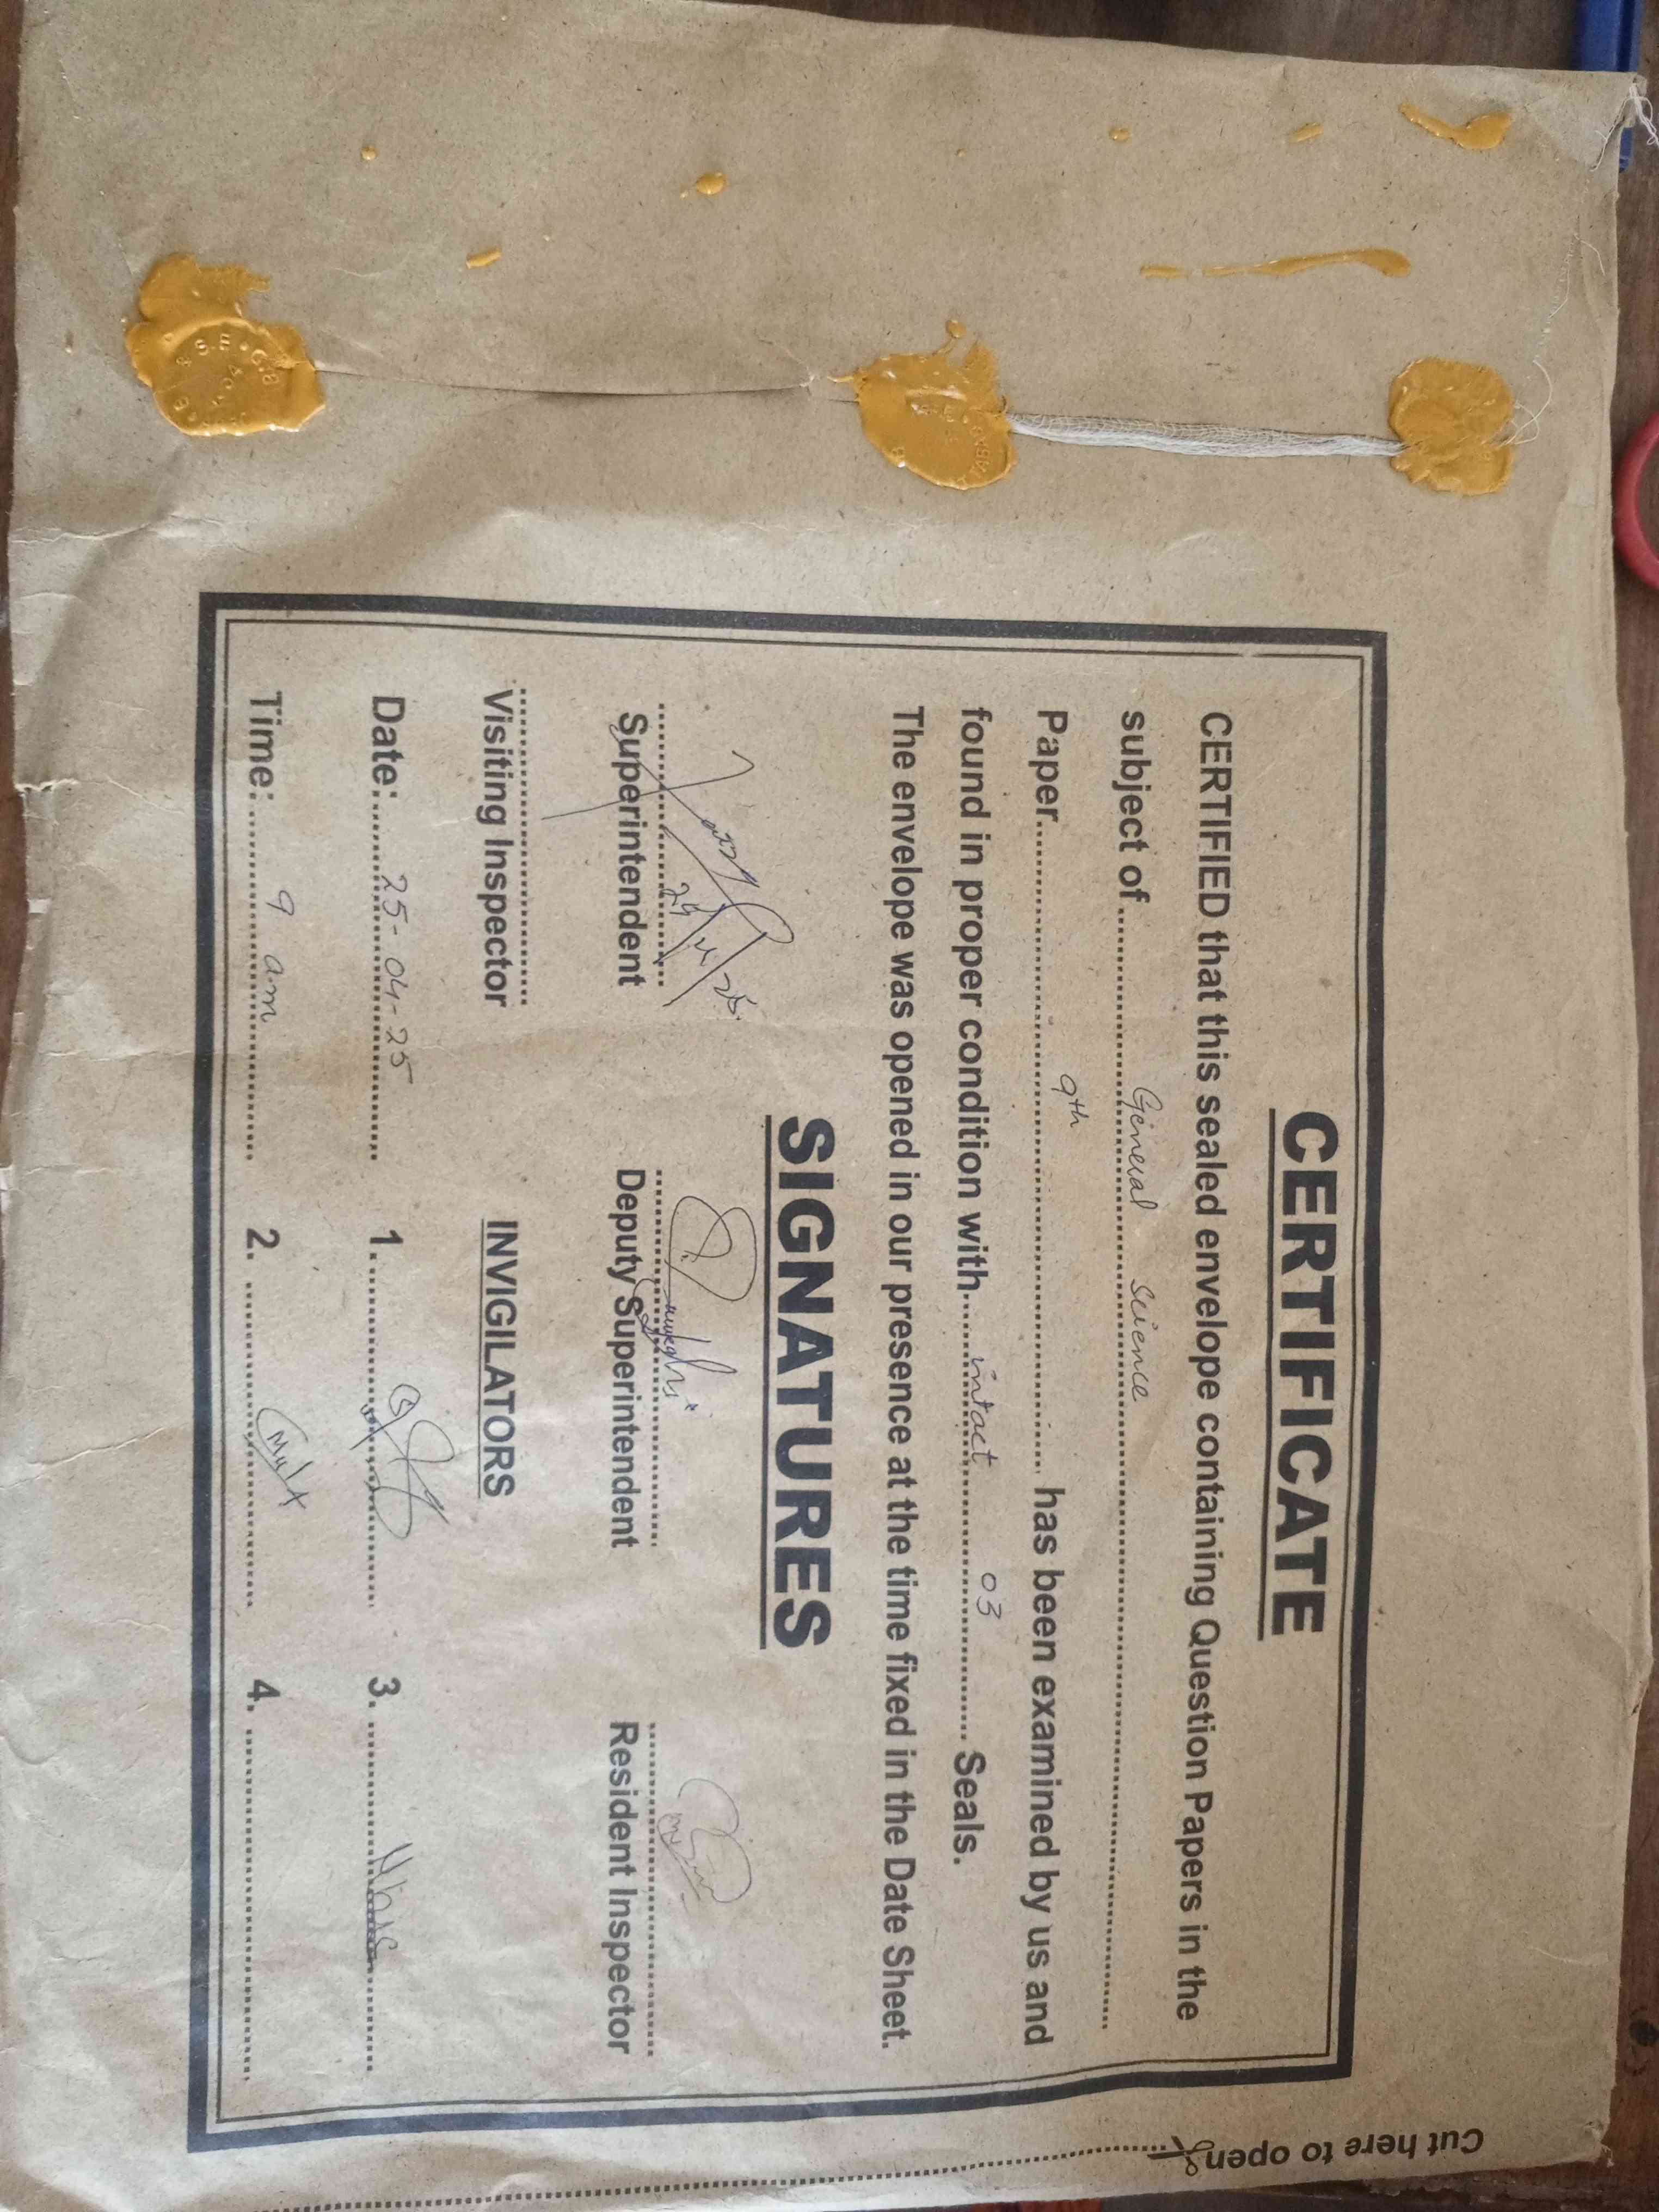 CERTIFICATE
CERTIFIED that this sealed envelope containing Question Papers in the
subject of General Science
Paper 9th has been examined by us and
found in proper condition with intact 03 Seals.
The envelope was opened in our presence at the time fixed in the Date Sheet.
SIGNATURES
Superintendent Deputy Superintendent Resident Inspector
Visiting Inspector INVIGILATORS
Date: 25-04-25 1. 3.
Time: 9 am 2. 4.
Cut here to open